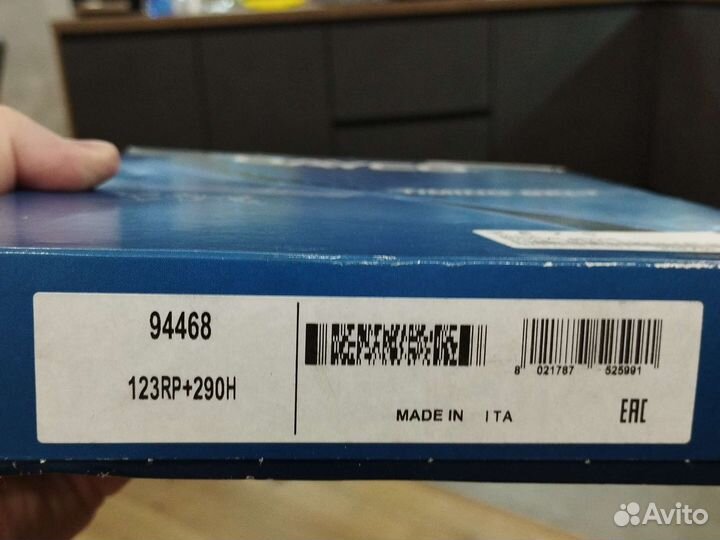 94468
123RP+290H
MADE IN ITA
8 021787 525991
EAC
Avito